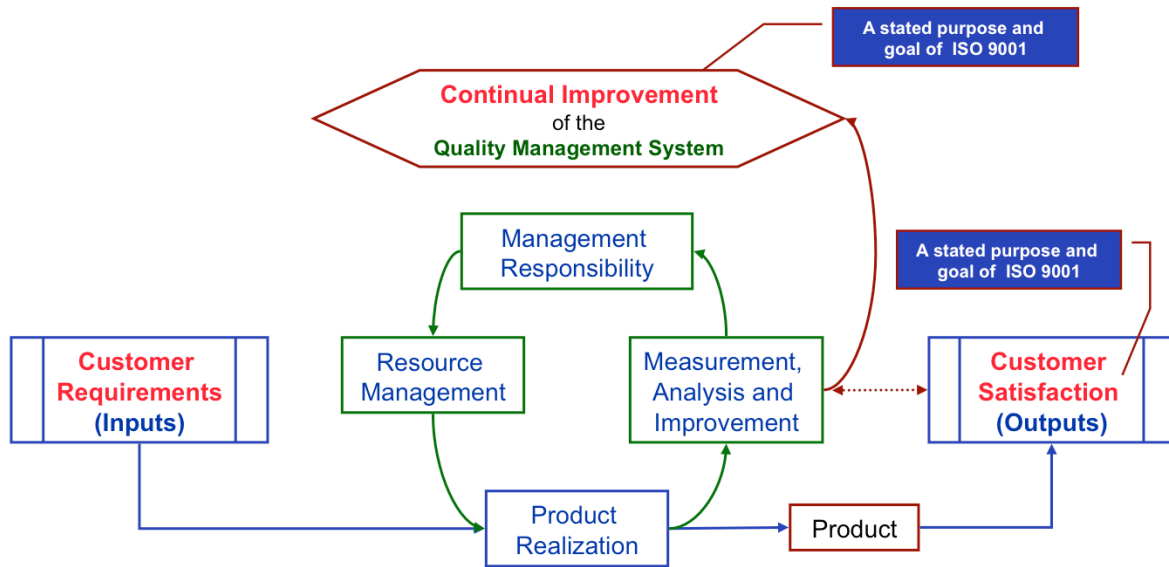 A stated purpose and
goal of ISO 9001
Continual Improvement
of the
Quality Management System
Management
Responsibility
A stated purpose and
goal of ISO 9001
Customer
Requirements
(Inputs)
Resource
Management
Measurement,
Analysis and
Improvement
Customer
Satisfaction
(Outputs)
Product
Realization
Product